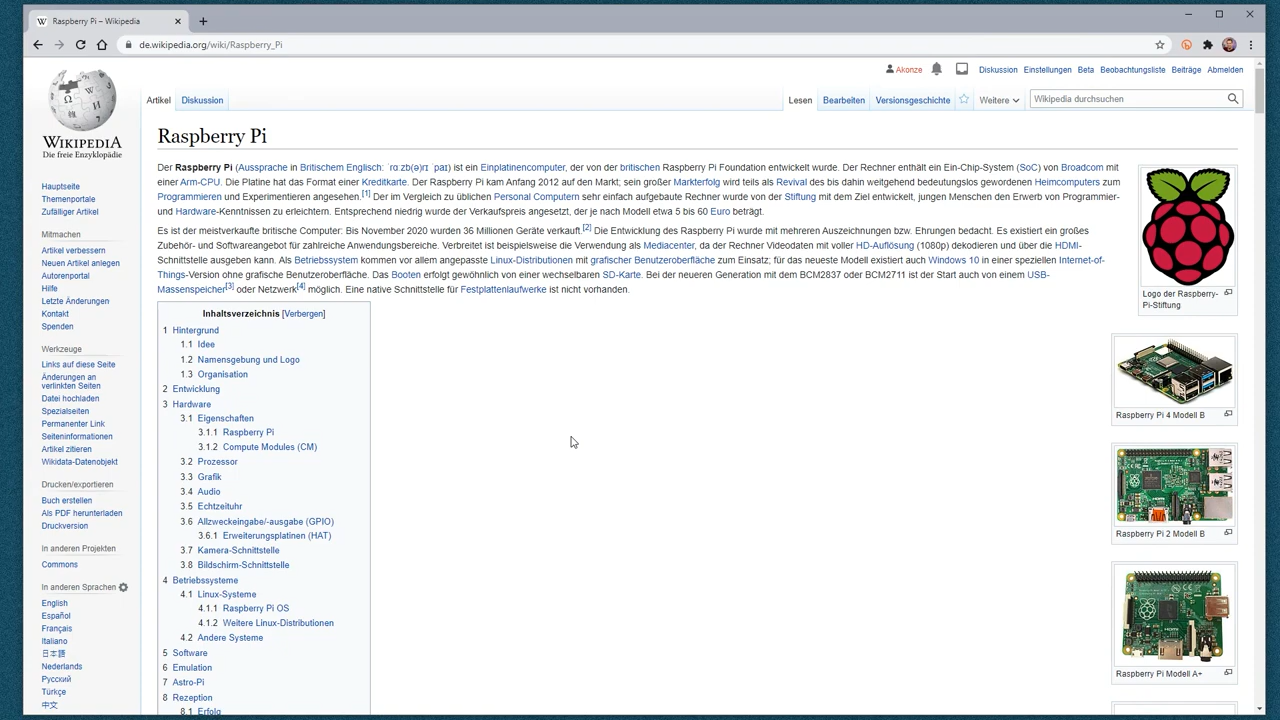 Raspberry Pi – Wikipedia
de.wikipedia.org/wiki/Raspberry_Pi
Akonze Diskussion Einstellungen Beta Beobachtungsliste Beiträge Abmelden
Artikel Diskussion Lesen Bearbeiten Versionsgeschichte Weitere Wikipedia durchsuchen
WIKIPEDIA
Die freie Enzyklopädie
Hauptseite
Themenportale
Zufälliger Artikel
Mitmachen
Artikel verbessern
Neuen Artikel anlegen
Autorenportal
Hilfe
Letzte Änderungen
Kontakt
Spenden
Werkzeuge
Links auf diese Seite
Änderungen an
verlinkten Seiten
Datei hochladen
Spezialseiten
Permanenter Link
Seiteninformationen
Artikel zitieren
Wikidata-Datenobjekt
Drucken/exportieren
Buch erstellen
Als PDF herunterladen
Druckversion
In anderen Projekten
Commons
In anderen Sprachen
English
Español
Français
Italiano
日本語
Nederlands
Русский
Türkçe
中文
Raspberry Pi
Der Raspberry Pi (Aussprache in Britischem Englisch: ˈrɑːzb(ə)rɪ ˈpaɪ) ist ein Einplatinencomputer, der von der britischen Raspberry Pi Foundation entwickelt wurde. Der Rechner enthält ein Ein-Chip-System (SoC) von Broadcom mit
einer Arm-CPU. Die Platine hat das Format einer Kreditkarte. Der Raspberry Pi kam Anfang 2012 auf den Markt; sein großer Markterfolg wird teils als Revival des bis dahin weitgehend bedeutungslos gewordenen Heimcomputers zum
Programmieren und Experimentieren angesehen.[1] Der im Vergleich zu üblichen Personal Computern sehr einfach aufgebaute Rechner wurde von der Stiftung mit dem Ziel entwickelt, jungen Menschen den Erwerb von Programmier-
und Hardware-Kenntnissen zu erleichtern. Entsprechend niedrig wurde der Verkaufspreis angesetzt, der je nach Modell etwa 5 bis 60 Euro beträgt.
Es ist der meistverkaufte britische Computer: Bis November 2020 wurden 36 Millionen Geräte verkauft.[2] Die Entwicklung des Raspberry Pi wurde mit mehreren Auszeichnungen bzw. Ehrungen bedacht. Es existiert ein großes
Zubehör- und Softwareangebot für zahlreiche Anwendungsbereiche. Verbreitet ist beispielsweise die Verwendung als Mediacenter, da der Rechner Videodaten mit voller HD-Auflösung (1080p) dekodieren und über die HDMI-
Schnittstelle ausgeben kann. Als Betriebssystem kommen vor allem angepasste Linux-Distributionen mit grafischer Benutzeroberfläche zum Einsatz; für das neueste Modell existiert auch Windows 10 in einer speziellen Internet-of-
Things-Version ohne grafische Benutzeroberfläche. Das Booten erfolgt gewöhnlich von einer wechselbaren SD-Karte. Bei der neueren Generation mit dem BCM2837 oder BCM2711 ist der Start auch von einem USB-
Massenspeicher[3] oder Netzwerk[4] möglich. Eine native Schnittstelle für Festplattenlaufwerke ist nicht vorhanden.
Inhaltsverzeichnis [Verbergen]
1 Hintergrund
1.1 Idee
1.2 Namensgebung und Logo
1.3 Organisation
2 Entwicklung
3 Hardware
3.1 Eigenschaften
3.1.1 Raspberry Pi
3.1.2 Compute Modules (CM)
3.2 Prozessor
3.3 Grafik
3.4 Audio
3.5 Echtzeituhr
3.6 Allzweckeingabe/-ausgabe (GPIO)
3.6.1 Erweiterungsplatinen (HAT)
3.7 Kamera-Schnittstelle
3.8 Bildschirm-Schnittstelle
4 Betriebssysteme
4.1 Linux-Systeme
4.1.1 Raspberry Pi OS
4.1.2 Weitere Linux-Distributionen
4.2 Andere Systeme
5 Software
6 Emulation
7 Astro-Pi
8 Rezeption
8.1 Erfolg
Logo der Raspberry-
Pi-Stiftung
Raspberry Pi 4 Modell B
Raspberry Pi 2 Modell B
Raspberry Pi Modell A+